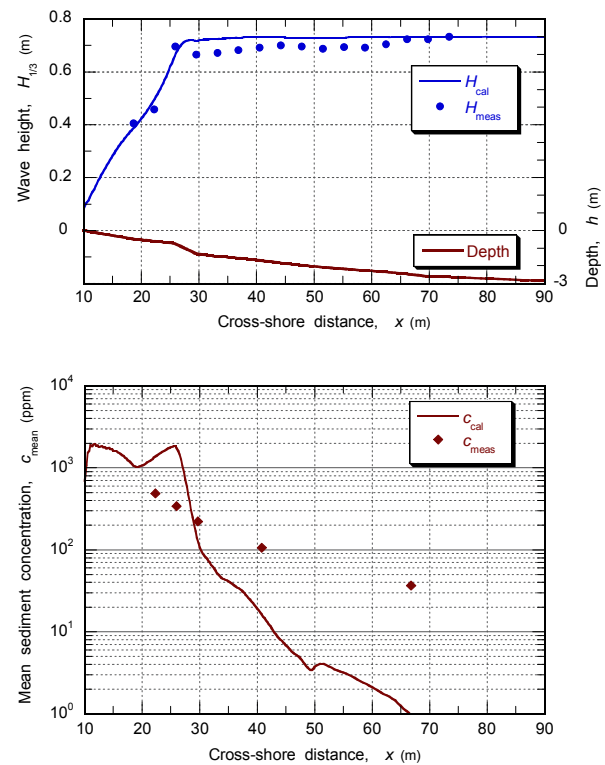 0.8
0.6
0.4
0.2
0
Wave height, H1/3 (m)
Hcal
Hmeas
Depth
0
-3
Depth, h (m)
10 20 30 40 50 60 70 80 90
Cross-shore distance, x (m)
10^4
10^3
10^2
10^1
10^0
Mean sediment concentration, cmean (ppm)
ccal
cmeas
10 20 30 40 50 60 70 80 90
Cross-shore distance, x (m)